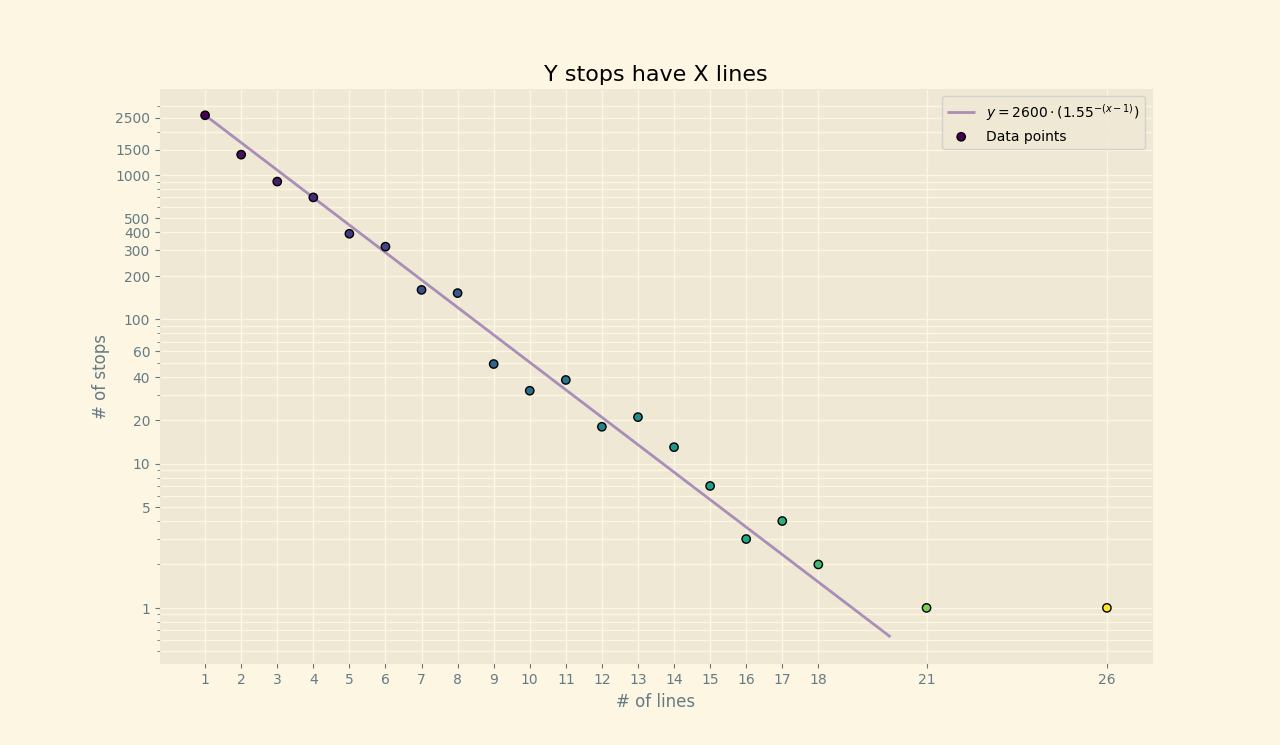 Y stops have X lines
y = 2600 · (1.55^{-(x-1)})
Data points
# of stops
2500
1500
1000
500
400
300
200
100
60
40
20
10
5
1
1 2 3 4 5 6 7 8 9 10 11 12 13 14 15 16 17 18 21 26
# of lines